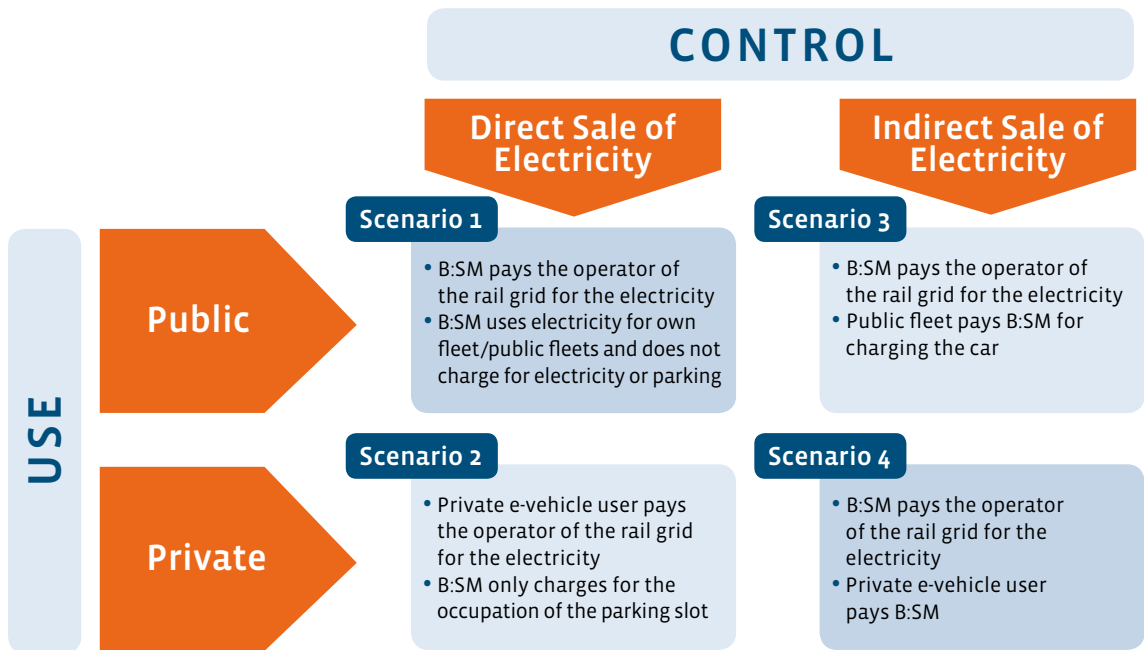 CONTROL
Direct Sale of
Electricity
Indirect Sale of
Electricity
USE
Public
Scenario 1
• B:SM pays the operator of
the rail grid for the electricity
• B:SM uses electricity for own
fleet/public fleets and does not
charge for electricity or parking
Scenario 3
• B:SM pays the operator of
the rail grid for the electricity
• Public fleet pays B:SM for
charging the car
Private
Scenario 2
• Private e-vehicle user pays
the operator of the rail grid
for the electricity
• B:SM only charges for the
occupation of the parking slot
Scenario 4
• B:SM pays the operator
of the rail grid for the
electricity
• Private e-vehicle user
pays B:SM